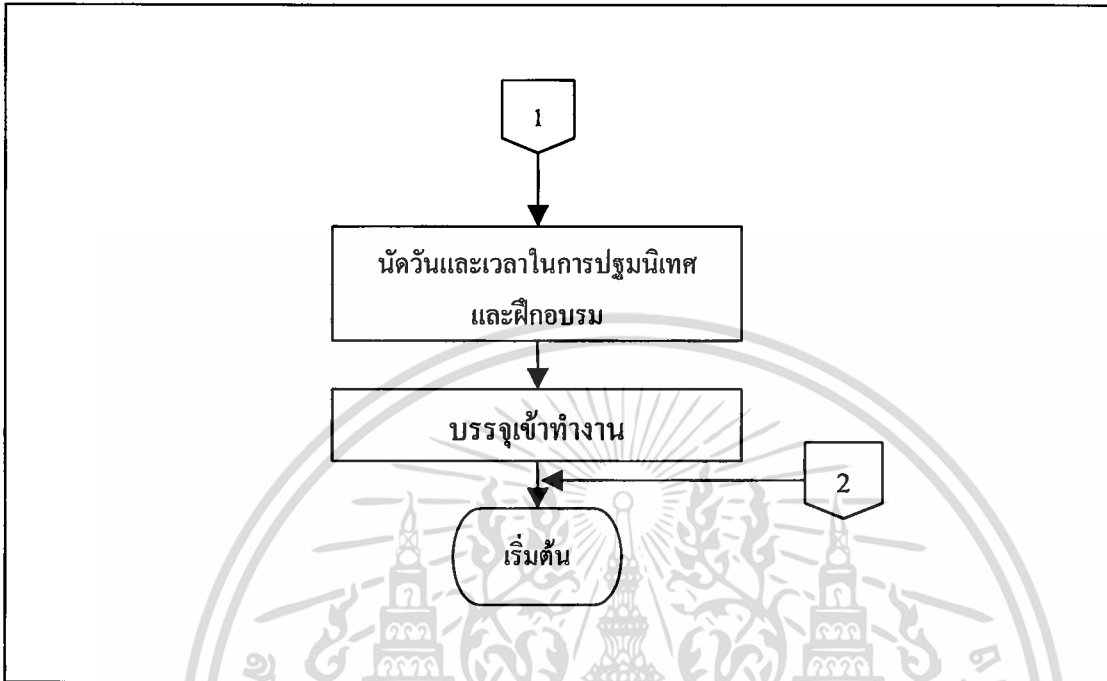 1
นัดวันและเวลาในการปฐมนิเทศ
และฝึกอบรม
บรรจุเข้าทำงาน
2
เริ่มต้น